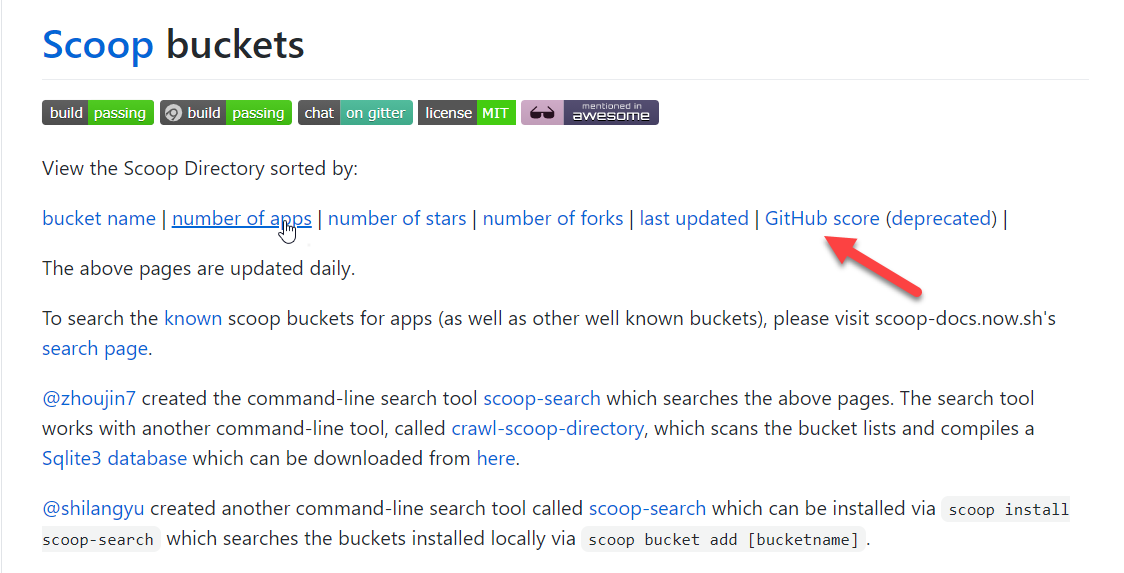 Scoop buckets
build passing build passing chat on gitter license MIT mentioned in awesome
View the Scoop Directory sorted by:
bucket name | number of apps | number of stars | number of forks | last updated | GitHub score (deprecated) |
The above pages are updated daily.
To search the known scoop buckets for apps (as well as other well known buckets), please visit scoop-docs.now.sh's
search page.
@zhoujin7 created the command-line search tool scoop-search which searches the above pages. The search tool
works with another command-line tool, called crawl-scoop-directory, which scans the bucket lists and compiles a
Sqlite3 database which can be downloaded from here.
@shilangyu created another command-line search tool called scoop-search which can be installed via scoop install
scoop-search which searches the buckets installed locally via scoop bucket add [bucketname] .